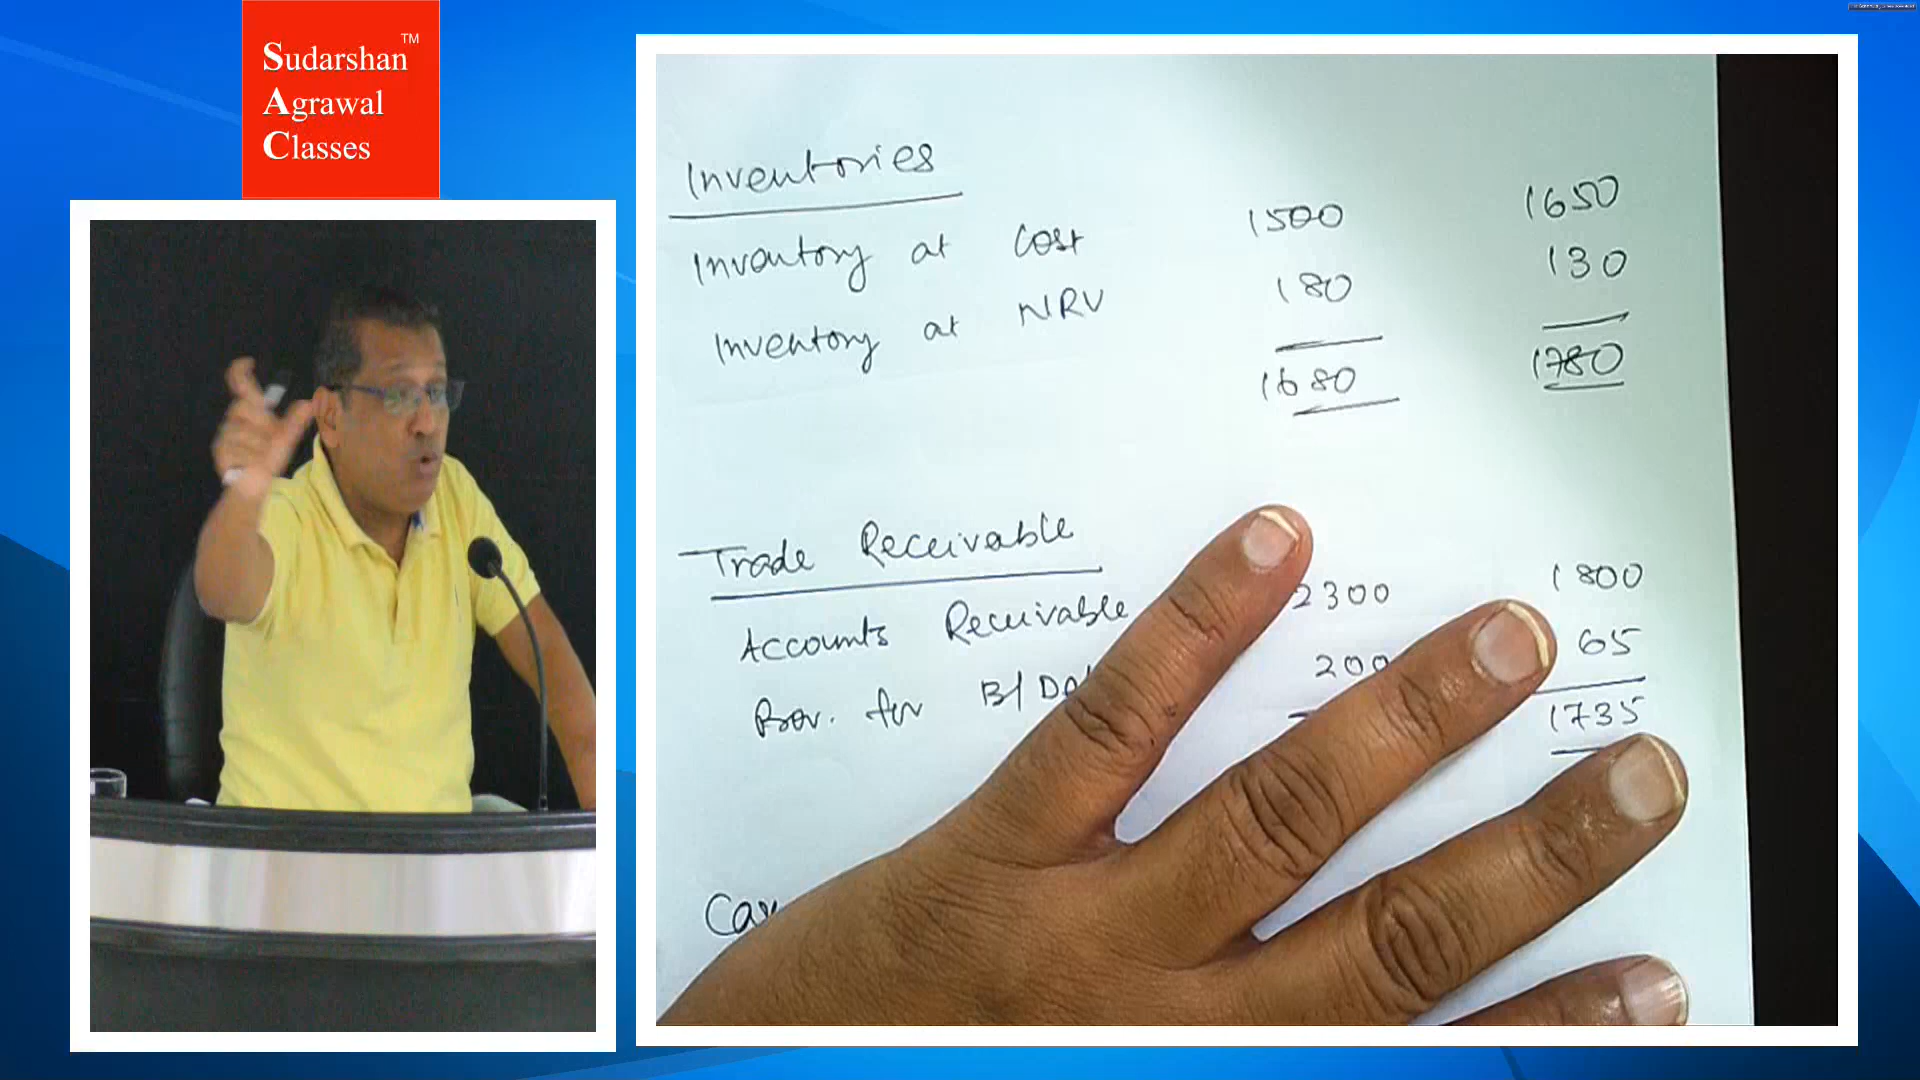 Sudarshan™
Agrawal
Classes
Inventories
Inventory at Cost 1500 1650
Inventory at NRV 180 130
1680 1780
Trade Receivable
Accounts Receivable 2300 1800
Prov. for 200 65
1735